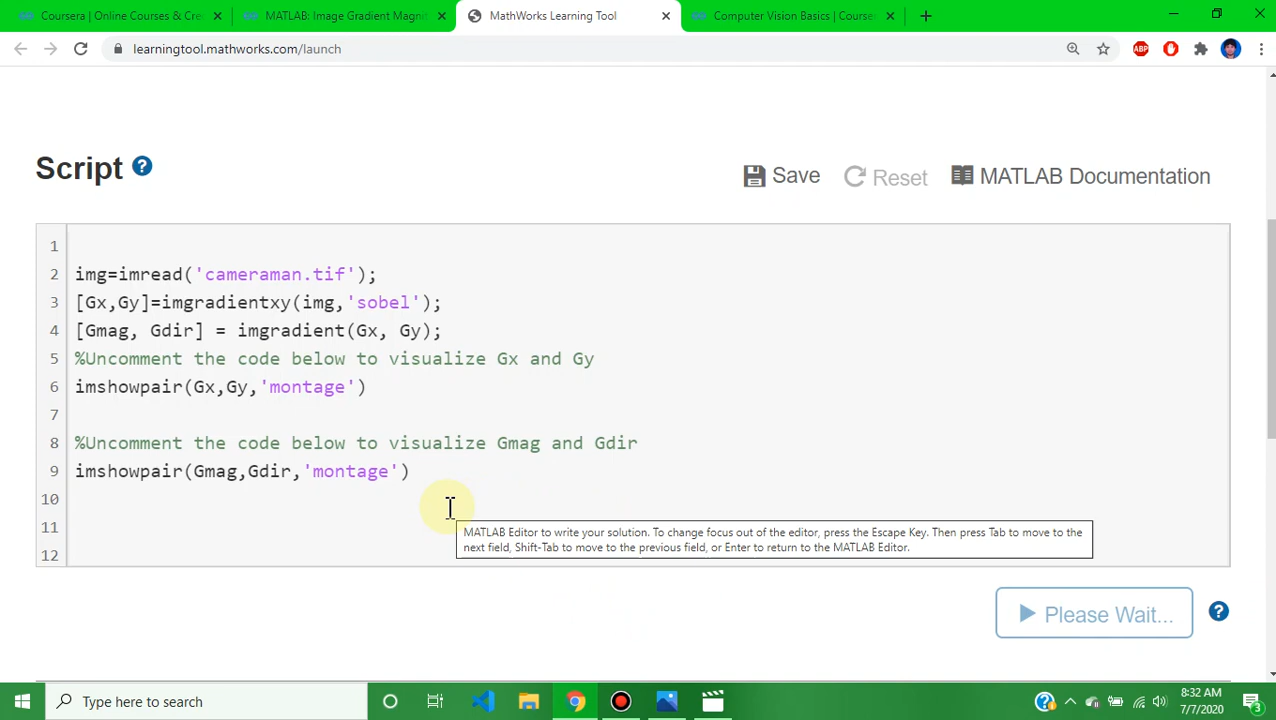 Coursera | Online Courses & Cre
MATLAB: Image Gradient Magni
MathWorks Learning Tool
Computer Vision Basics | Course
learningtool.mathworks.com/launch
ABP
Script ?
Save
Reset
MATLAB Documentation
1
2 img=imread('cameraman.tif');
3 [Gx,Gy]=imgradientxy(img,'sobel');
4 [Gmag, Gdir] = imgradient(Gx, Gy);
5 %Uncomment the code below to visualize Gx and Gy
6 imshowpair(Gx,Gy,'montage')
7
8 %Uncomment the code below to visualize Gmag and Gdir
9 imshowpair(Gmag,Gdir,'montage')
10
11
12
MATLAB Editor to write your solution. To change focus out of the editor, press the Escape Key. Then press Tab to move to the
next field, Shift-Tab to move to the previous field, or Enter to return to the MATLAB Editor.
Please Wait... ?
Type here to search
8:32 AM
7/7/2020
3